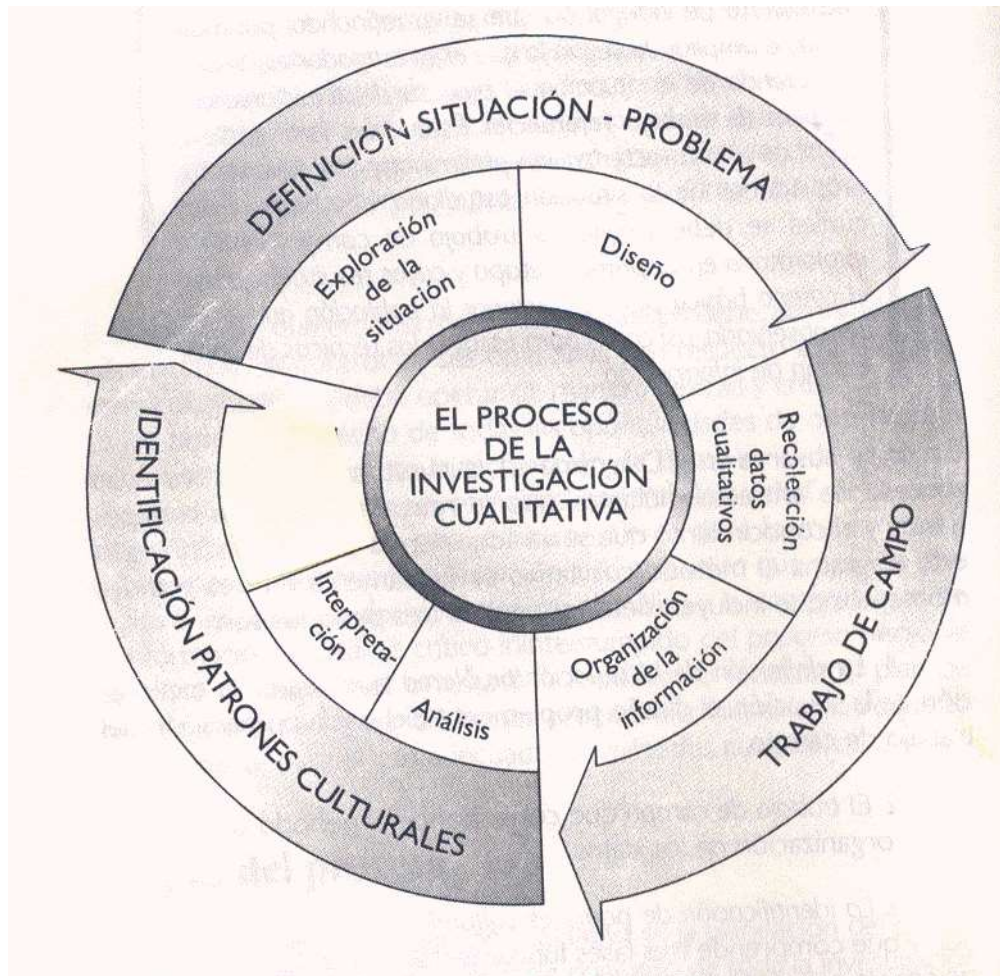 DEFINICIÓN SITUACIÓN - PROBLEMA
Exploración
de la
situación
Diseño
EL PROCESO
DE LA
INVESTIGACIÓN
CUALITATIVA
Recolección
datos
cualitativos
TRABAJO DE CAMPO
Organización
de la
información
Análisis
Interpreta-
ción
IDENTIFICACIÓN PATRONES CULTURALES